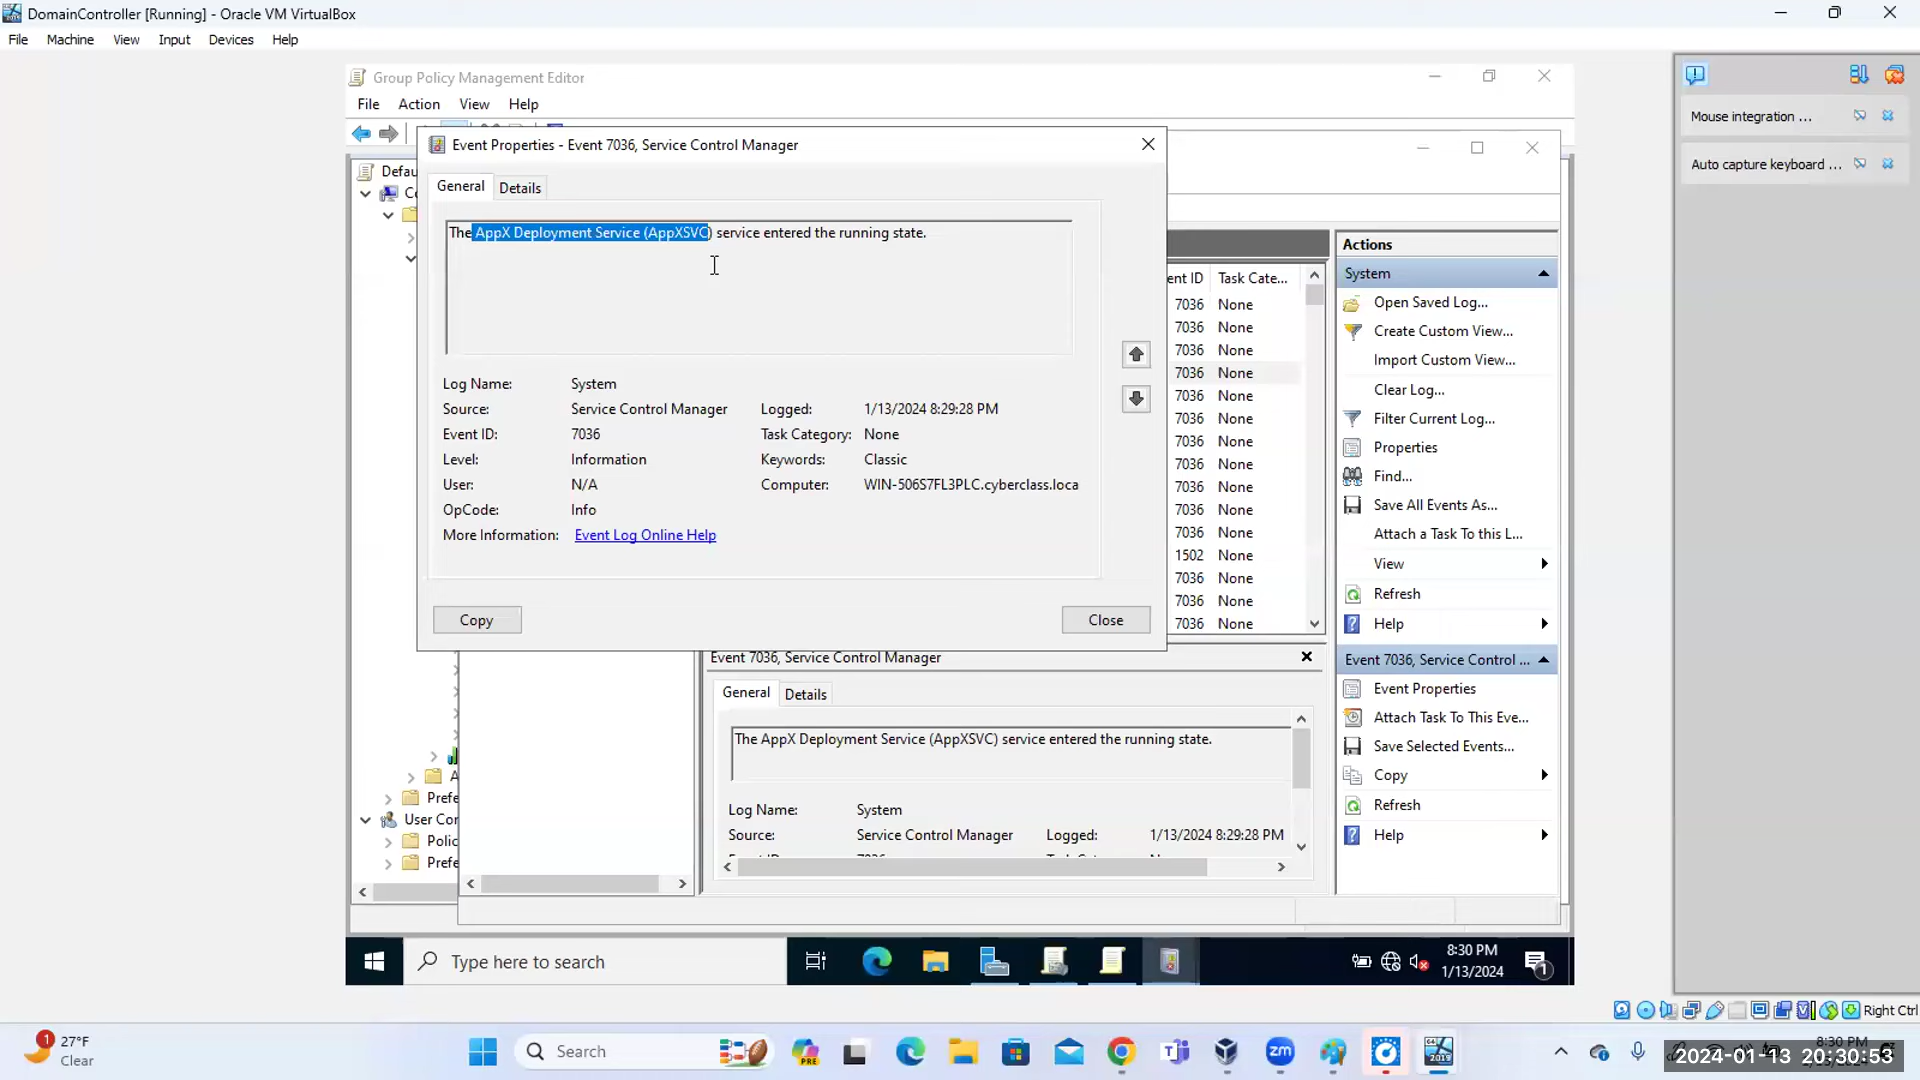 DomainController [Running] - Oracle VM VirtualBox
File Machine View Input Devices Help
Group Policy Management Editor
File Action View Help
Mouse integration ...
Auto capture keyboard ...
Event Properties - Event 7036, Service Control Manager
General Details
The AppX Deployment Service (AppXSVC) service entered the running state.
Log Name: System
Source: Service Control Manager Logged: 1/13/2024 8:29:28 PM
Event ID: 7036 Task Category: None
Level: Information Keywords: Classic
User: N/A Computer: WIN-506S7FL3PLC.cyberclass.loca
OpCode: Info
More Information: Event Log Online Help
Copy Close
Defau
Prefe
User Cor
Polic
Prefe
ent ID Task Cate...
7036 None
7036 None
7036 None
7036 None
7036 None
7036 None
7036 None
7036 None
7036 None
7036 None
7036 None
1502 None
7036 None
7036 None
7036 None
Event 7036, Service Control Manager
General Details
The AppX Deployment Service (AppXSVC) service entered the running state.
Log Name: System
Source: Service Control Manager Logged: 1/13/2024 8:29:28 PM
Actions
System
Open Saved Log...
Create Custom View...
Import Custom View...
Clear Log...
Filter Current Log...
Properties
Find...
Save All Events As...
Attach a Task To this L...
View
Refresh
Help
Event 7036, Service Control ...
Event Properties
Attach Task To This Eve...
Save Selected Events...
Copy
Refresh
Help
Type here to search
8:30 PM
1/13/2024
1
Right Ctrl
1
27°F
Clear
Search
PRE
zm
2019
8:30 PM
2024-01-13 20:30:53